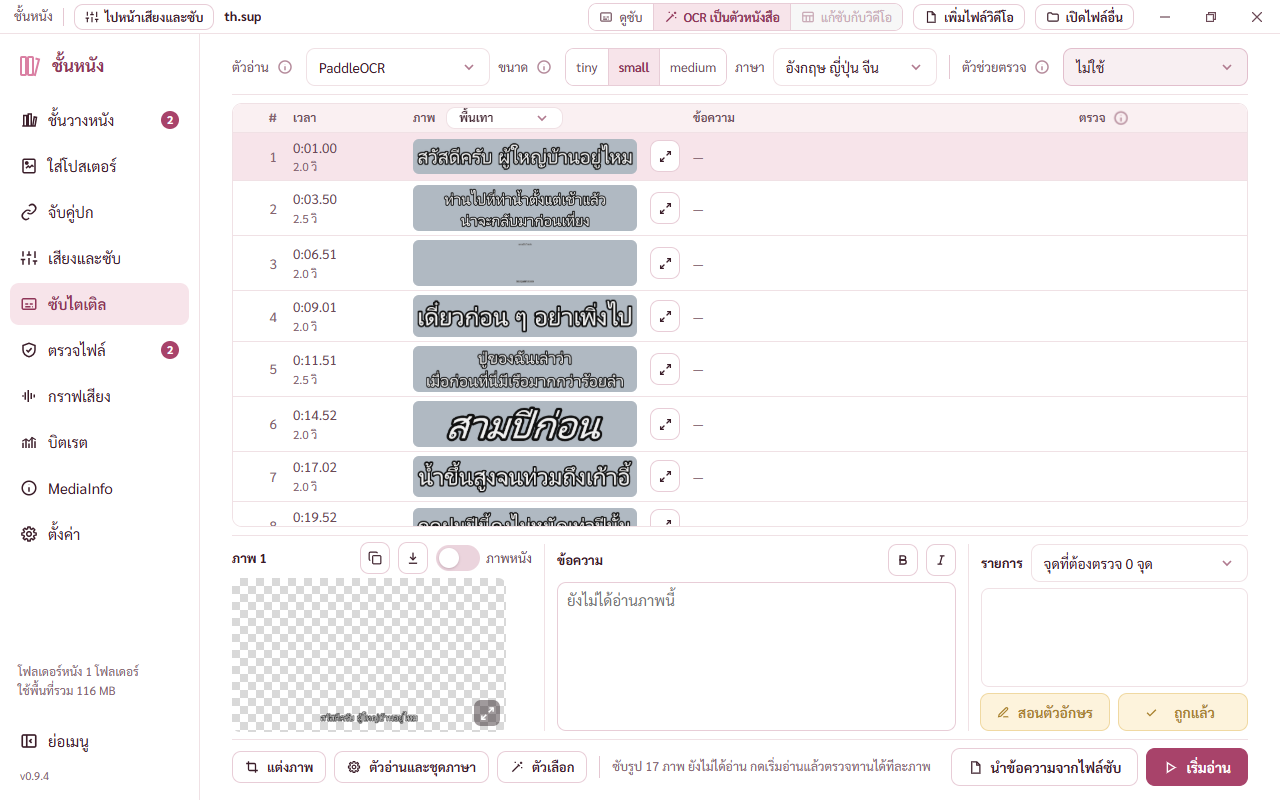 ชั้นหนัง
ไปหน้าเสียงและซับ
th.sup
ดูซับ
OCR เป็นตัวหนังสือ
แก้ซับกับวิดีโอ
เพิ่มไฟล์วิดีโอ
เปิดไฟล์อื่น
ชั้นหนัง
ชั้นวางหนัง 2
ใส่โปสเตอร์
จับคู่ปก
เสียงและซับ
ซับไตเติล
ตรวจไฟล์ 2
กราฟเสียง
บิตเรต
MediaInfo
ตั้งค่า
โฟลเดอร์หนัง 1 โฟลเดอร์
ใช้พื้นที่รวม 116 MB
ย่อเมนู
v0.9.4
ตัวอ่าน PaddleOCR ขนาด tiny small medium ภาษา อังกฤษ ญี่ปุ่น จีน ตัวช่วยตรวจ ไม่ใช้
# เวลา ภาพ พื้นเทา ข้อความ ตรวจ
1 0:01.00 สวัสดีครับ ผู้ใหญ่บ้านอยู่ไหม —
2.0 วิ
2 0:03.50 ท่านไปที่ท่าน้ำตั้งแต่เช้าแล้ว —
2.5 วิ น่าจะกลับมาก่อนเที่ยง
3 0:06.51 —
2.0 วิ
4 0:09.01 เดี๋ยวก่อน ๆ อย่าเพิ่งไป —
2.0 วิ
5 0:11.51 ปู่ของฉันเล่าว่า —
2.5 วิ เมื่อก่อนที่นี่มีเรือมากกว่าร้อยลำ
6 0:14.52 สามปีก่อน —
2.0 วิ
7 0:17.02 น้ำขึ้นสูงจนท่วมถึงเก้าอี้ —
2.0 วิ
8 0:19.52
ภาพ 1 ภาพหนัง
สวัสดีครับ ผู้ใหญ่บ้านอยู่ไหม
ข้อความ B I
ยังไม่ได้อ่านภาพนี้
รายการ จุดที่ต้องตรวจ 0 จุด
สอนตัวอักษร ถูกแล้ว
แต่งภาพ ตัวอ่านและชุดภาษา ตัวเลือก ซับรูป 17 ภาพ ยังไม่ได้อ่าน กดเริ่มอ่านแล้วตรวจทานได้ทีละภาพ นำข้อความจากไฟล์ซับ เริ่มอ่าน